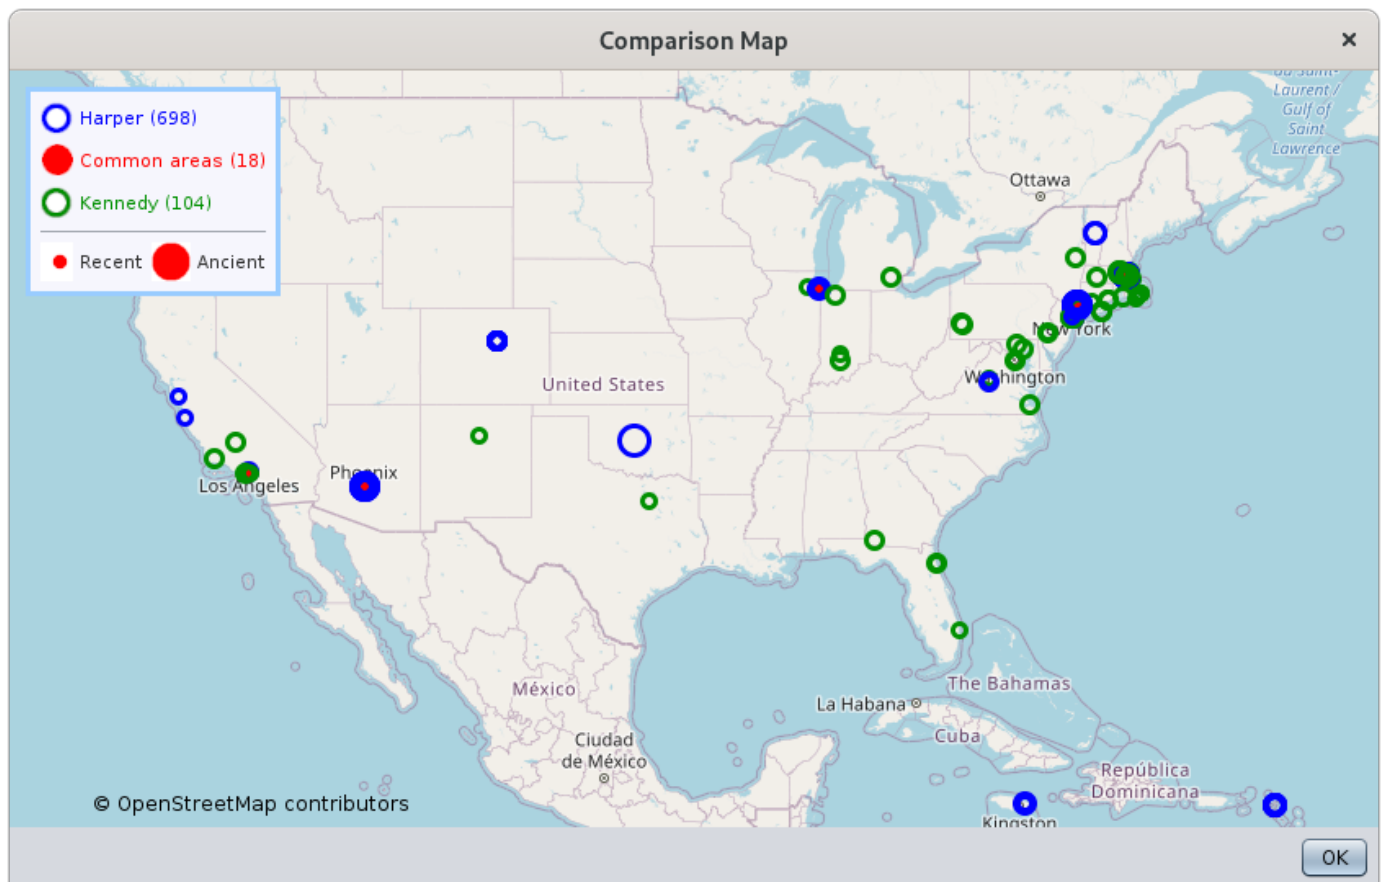 Comparison Map
×
Harper (698)
Common areas (18)
Kennedy (104)
Recent Ancient
du Saint-
Laurent /
Gulf of
Saint
Lawrence
Ottawa
New York
Washington
United States
Phoenix
Los Angeles
México
Ciudad
de México
The Bahamas
La Habana
Cuba
República
Dominicana
Kingston
© OpenStreetMap contributors
OK